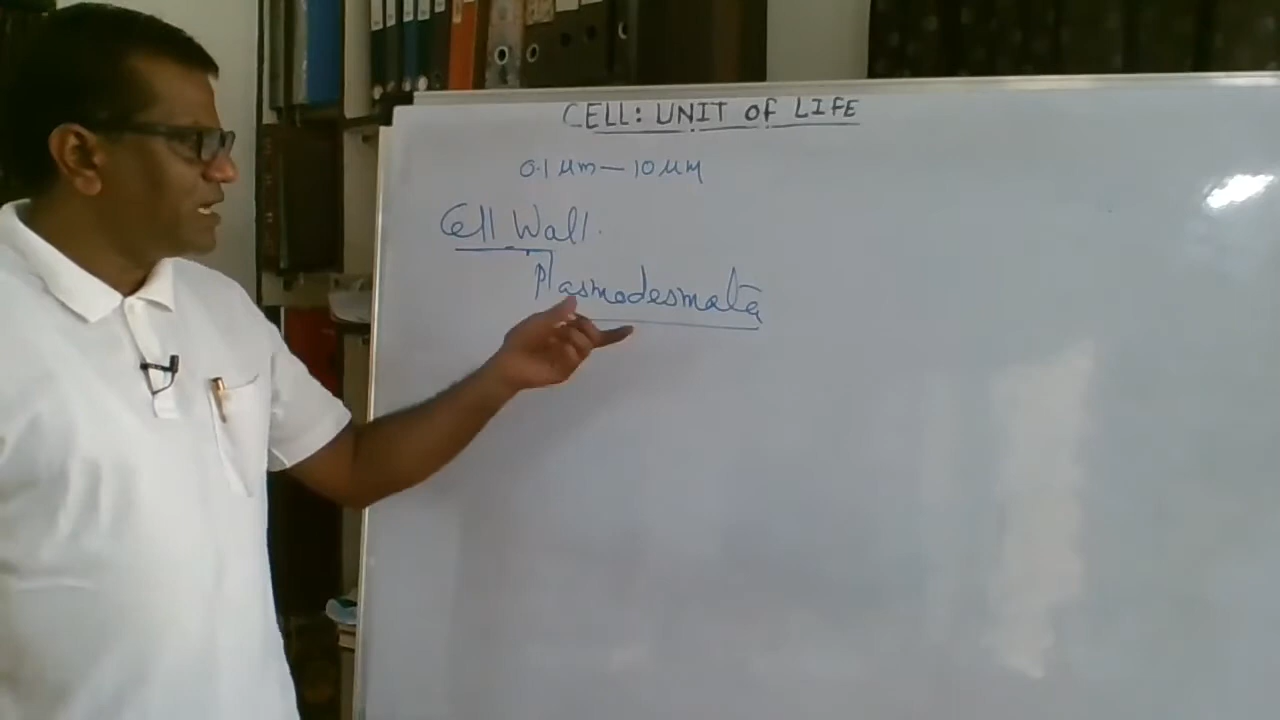 CELL: UNIT OF LIFE
0.1 µm — 10 µm
Cell Wall.
Plasmodesmata